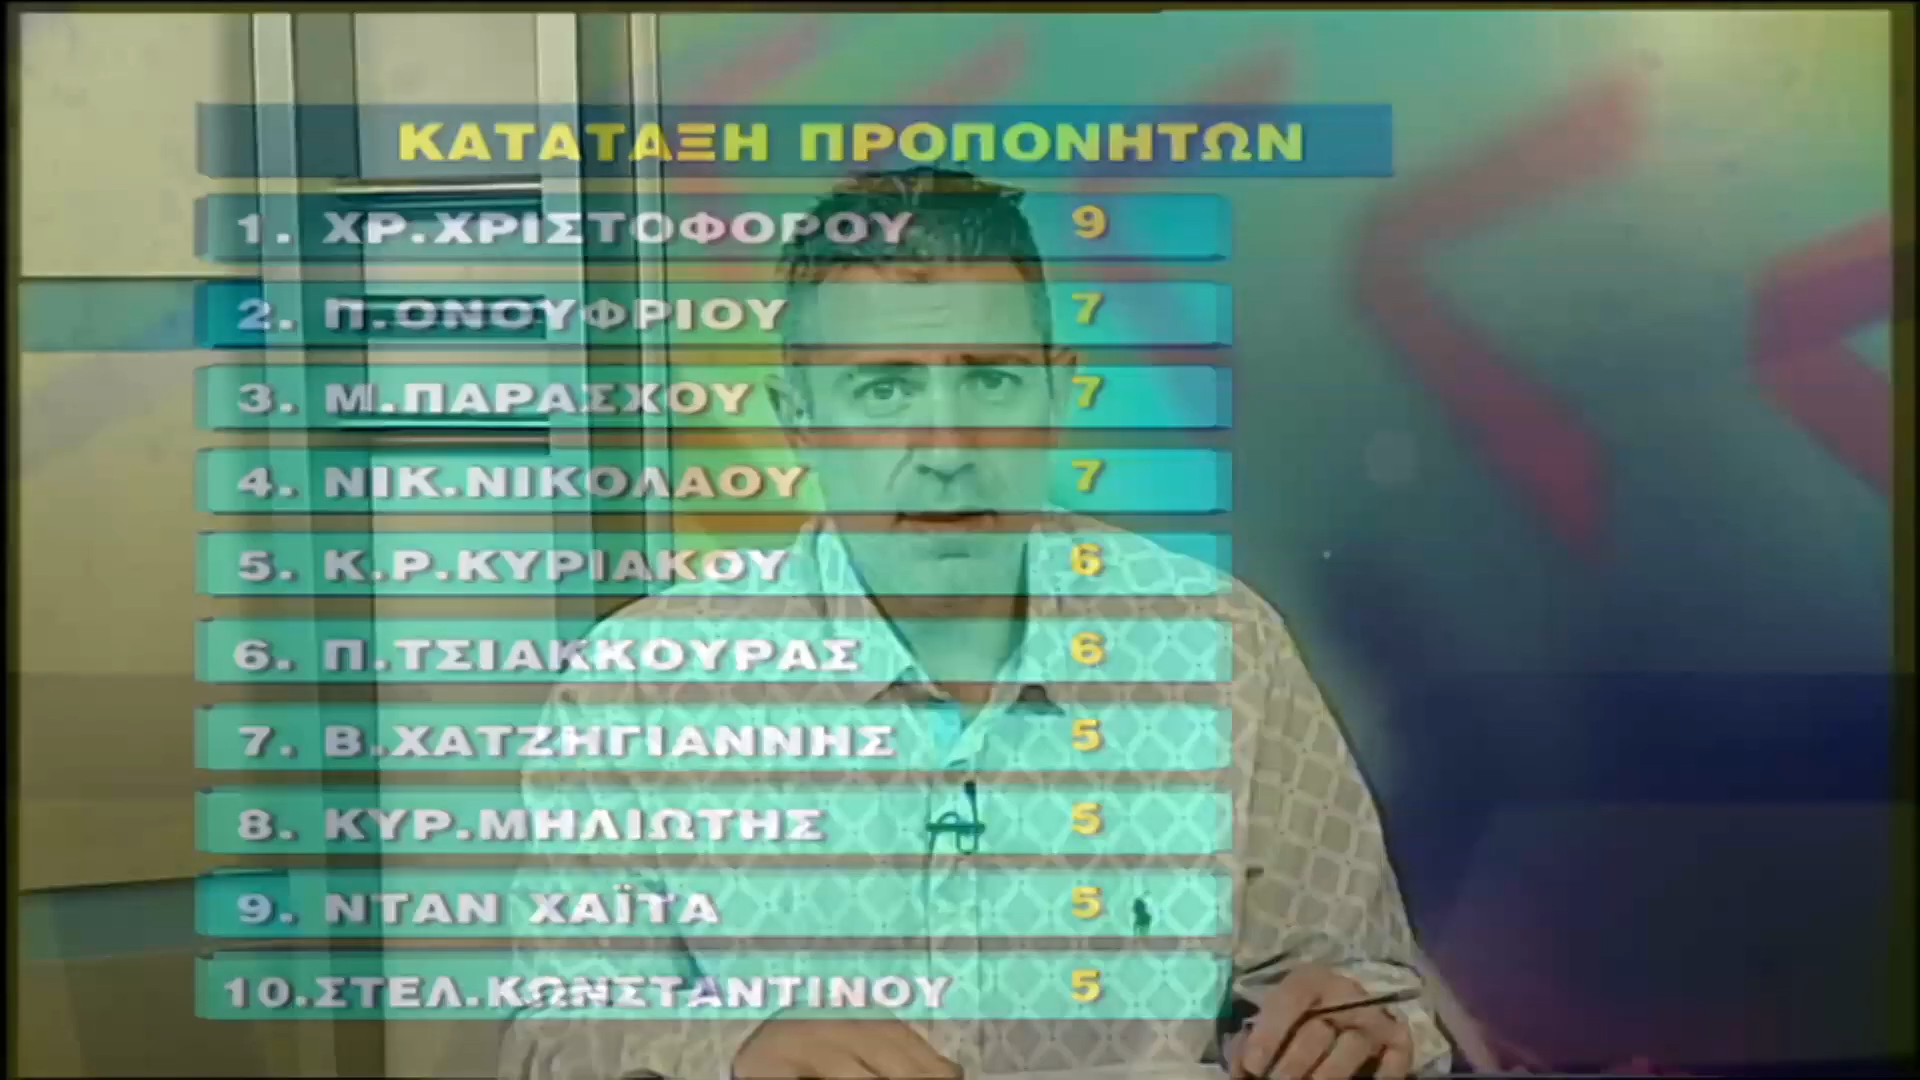 ΚΑΤΑΤΑΞΗ ΠΡΟΠΟΝΗΤΩΝ
1. ΧΡ.ΧΡΙΣΤΟΦΟΡΟΥ 9
2. Π.ΟΝΟΥΦΡΙΟΥ 7
3. Μ.ΠΑΡΑΣΧΟΥ 7
4. ΝΙΚ.ΝΙΚΟΛΑΟΥ 7
5. Κ.Ρ.ΚΥΡΙΑΚΟΥ 6
6. Π.ΤΣΙΑΚΚΟΥΡΑΣ 6
7. Β.ΧΑΤΖΗΓΙΑΝΝΗΣ 5
8. ΚΥΡ.ΜΗΛΙΩΤΗΣ 5
9. ΝΤΑΝ ΧΑΪΤΑ 5
10.ΣΤΕΛ.ΚΩΝΣΤΑΝΤΙΝΟΥ 5